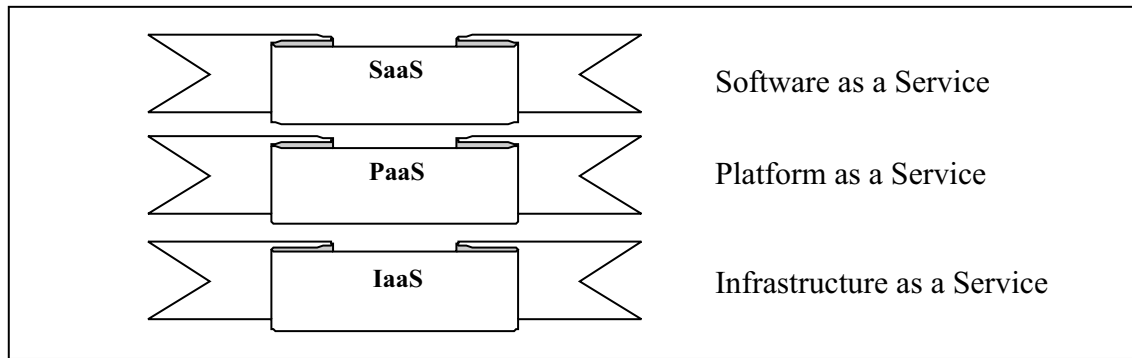 SaaS Software as a Service
PaaS Platform as a Service
IaaS Infrastructure as a Service